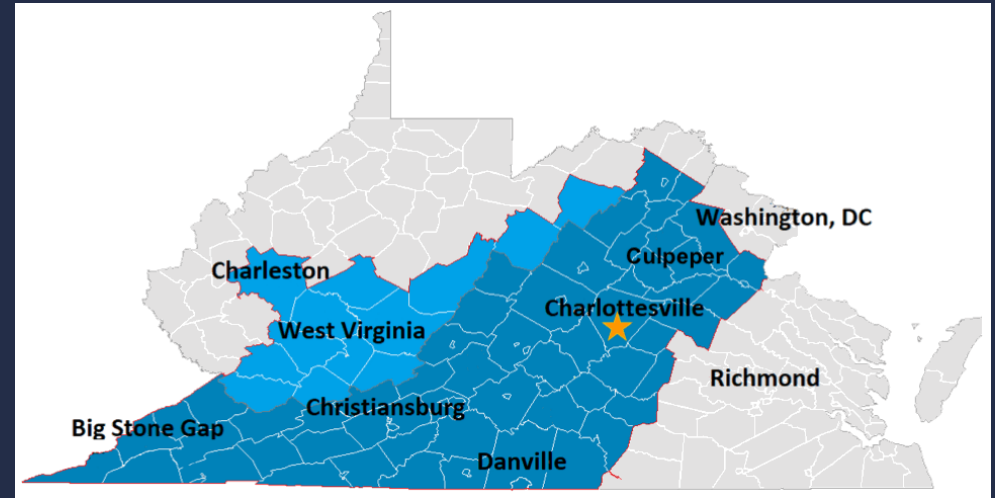 Washington, DC
Culpeper
Charleston
Charlottesville
West Virginia
Richmond
Christiansburg
Big Stone Gap
Danville